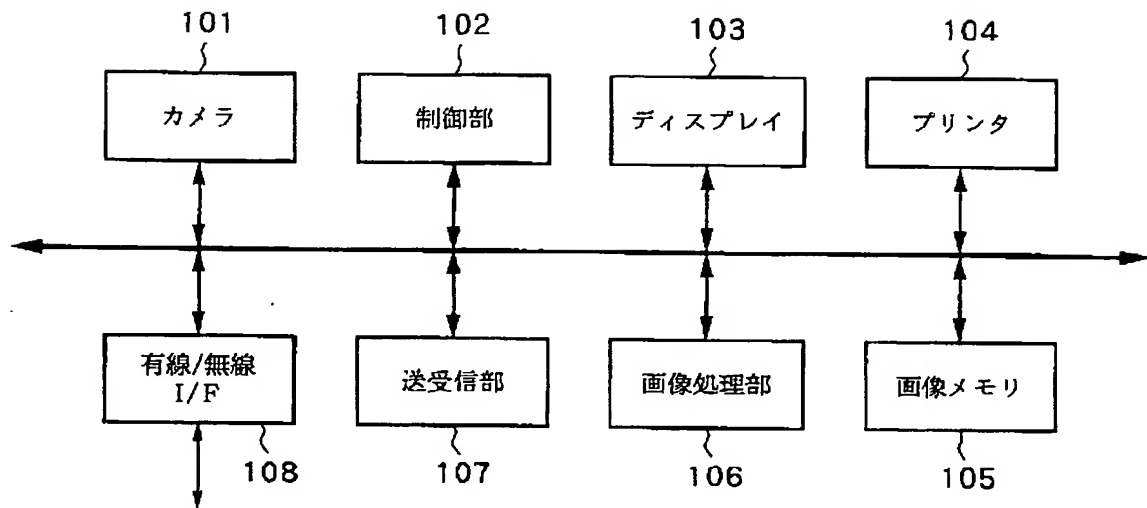 101
102
103
104
カメラ
制御部
ディスプレイ
プリンタ
有線/無線
I/F
送受信部
画像処理部
画像メモリ
108
107
106
105